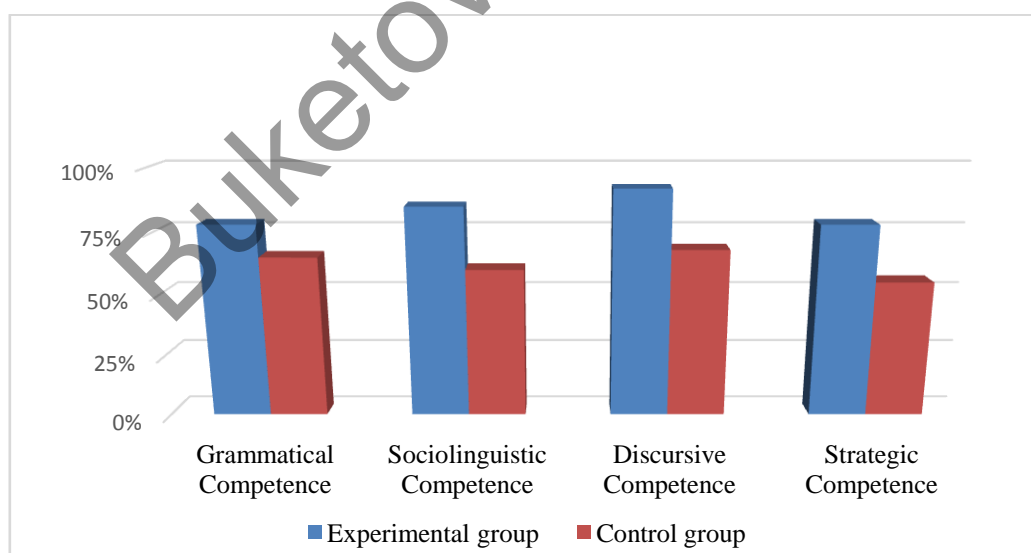 Buketov
100%
75%
50%
25%
0%
Grammatical Competence
Sociolinguistic Competence
Discursive Competence
Strategic Competence
Experimental group
Control group